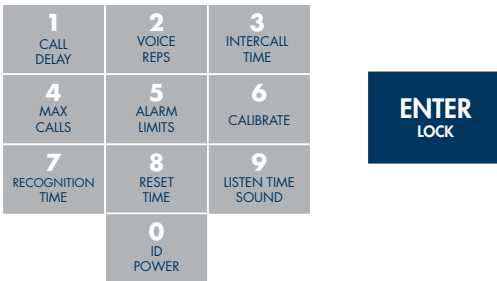 1
CALL
DELAY
2
VOICE
REPS
3
INTERCALL
TIME
4
MAX
CALLS
5
ALARM
LIMITS
6
CALIBRATE
7
RECOGNITION
TIME
8
RESET
TIME
9
LISTEN TIME
SOUND
0
ID
POWER
ENTER
LOCK